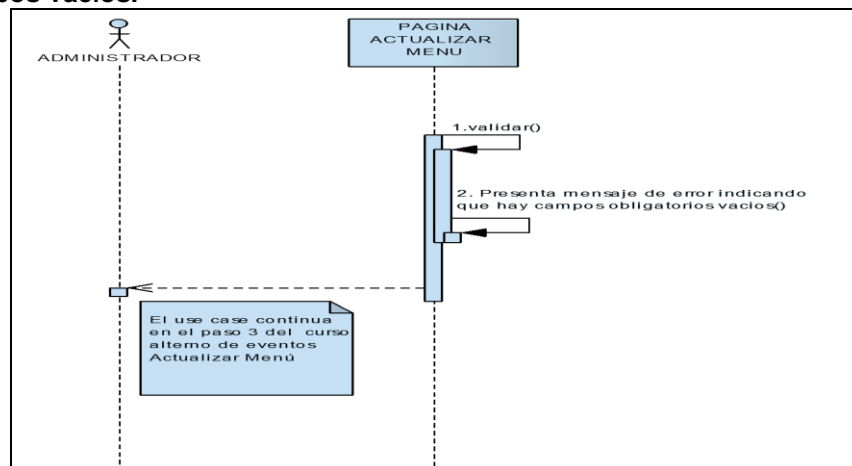 ADMINISTRADOR
PAGINA
ACTUALIZAR
MENU
1.validar()
2. Presenta mensaje de error indicando
que hay campos obligatorios vacios()
El use case continua
en el paso 3 del curso
alterno de eventos
Actualizar Menú